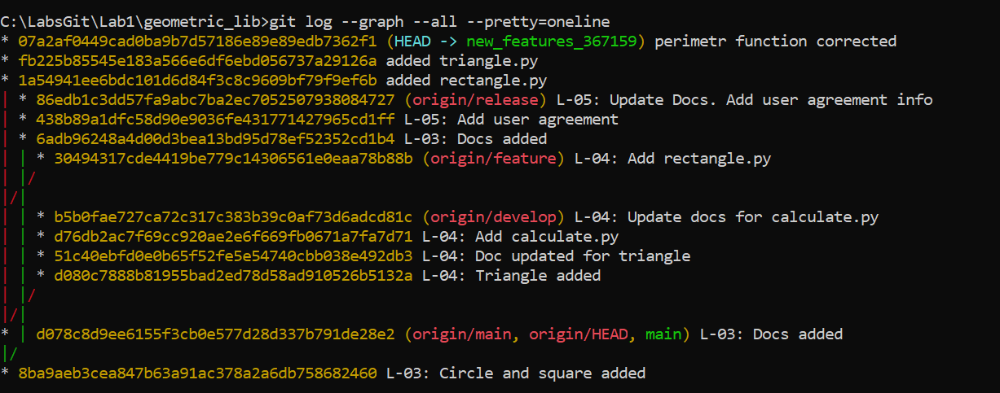 C:\LabsGit\Lab1\geometric_lib>git log --graph --all --pretty=oneline
* 07a2af0449cad0ba9b7d57186e89e89edb7362f1 (HEAD -> new_features_367159) perimetr function corrected
* fb225b85545e183a566e6df6ebd056737a29126a added triangle.py
* 1a54941ee6bdc101d6d84f3c8c9609bf79f9ef6b added rectangle.py
| * 86edb1c3dd57fa9abc7ba2ec7052507938084727 (origin/release) L-05: Update Docs. Add user agreement info
| * 438b89a1dfc58d90e9036fe431771427965cd1ff L-05: Add user agreement
| * 6adb96248a4d00d3bea13bd95d78ef52352cd1b4 L-03: Docs added
| | * 30494317cde4419be779c14306561e0eaa78b88b (origin/feature) L-04: Add rectangle.py
| |/
|/|
| | * b5b0fae727ca72c317c383b39c0af73d6adcd81c (origin/develop) L-04: Update docs for calculate.py
| | * d76db2ac7f69cc920ae2e6f669fb0671a7fa7d71 L-04: Add calculate.py
| | * 51c40ebfd0e0b65f52fe5e54740cbb038e492db3 L-04: Doc updated for triangle
| | * d080c7888b81955bad2ed78d58ad910526b5132a L-04: Triangle added
| |/
|/|
* | d078c8d9ee6155f3cb0e577d28d337b791de28e2 (origin/main, origin/HEAD, main) L-03: Docs added
|/
* 8ba9aeb3cea847b63a91ac378a2a6db758682460 L-03: Circle and square added